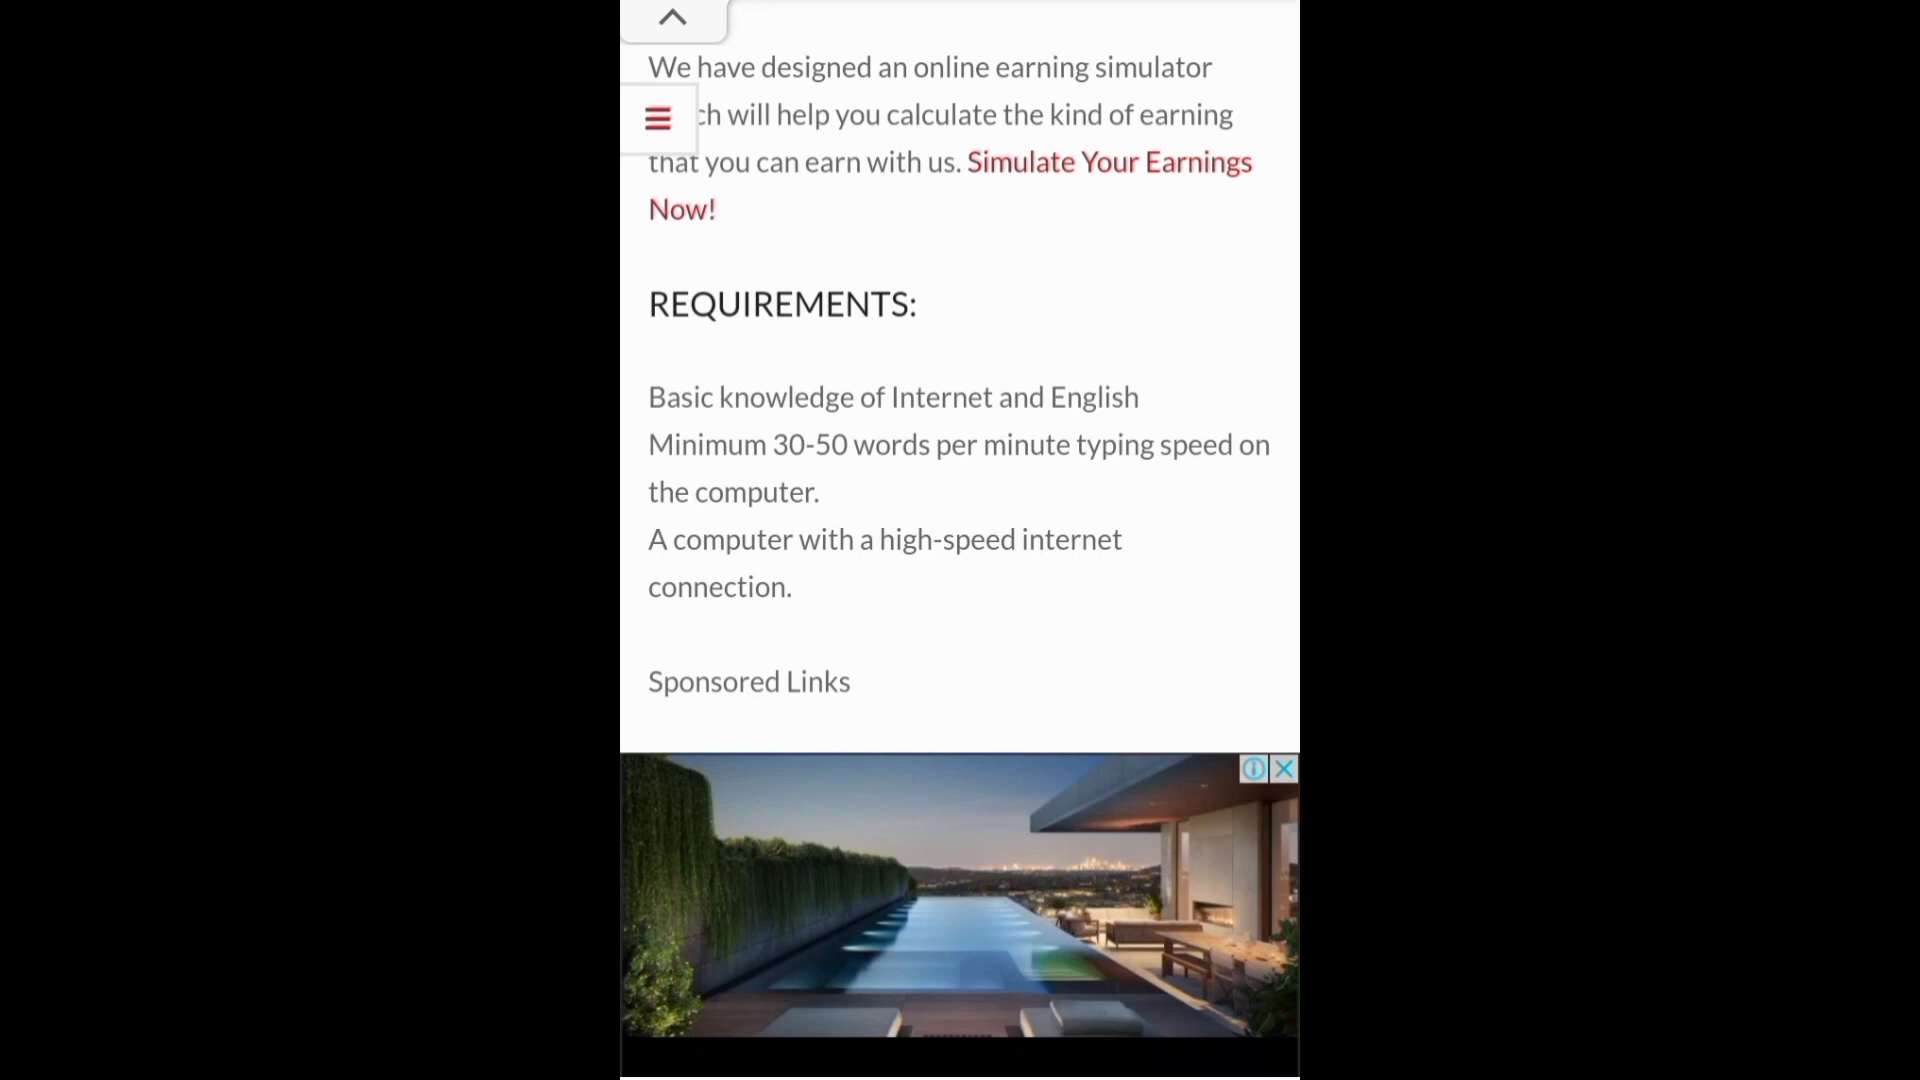 We have designed an online earning simulator
ch will help you calculate the kind of earning
that you can earn with us. Simulate Your Earnings
Now!
REQUIREMENTS:
Basic knowledge of Internet and English
Minimum 30-50 words per minute typing speed on
the computer.
A computer with a high-speed internet
connection.
Sponsored Links